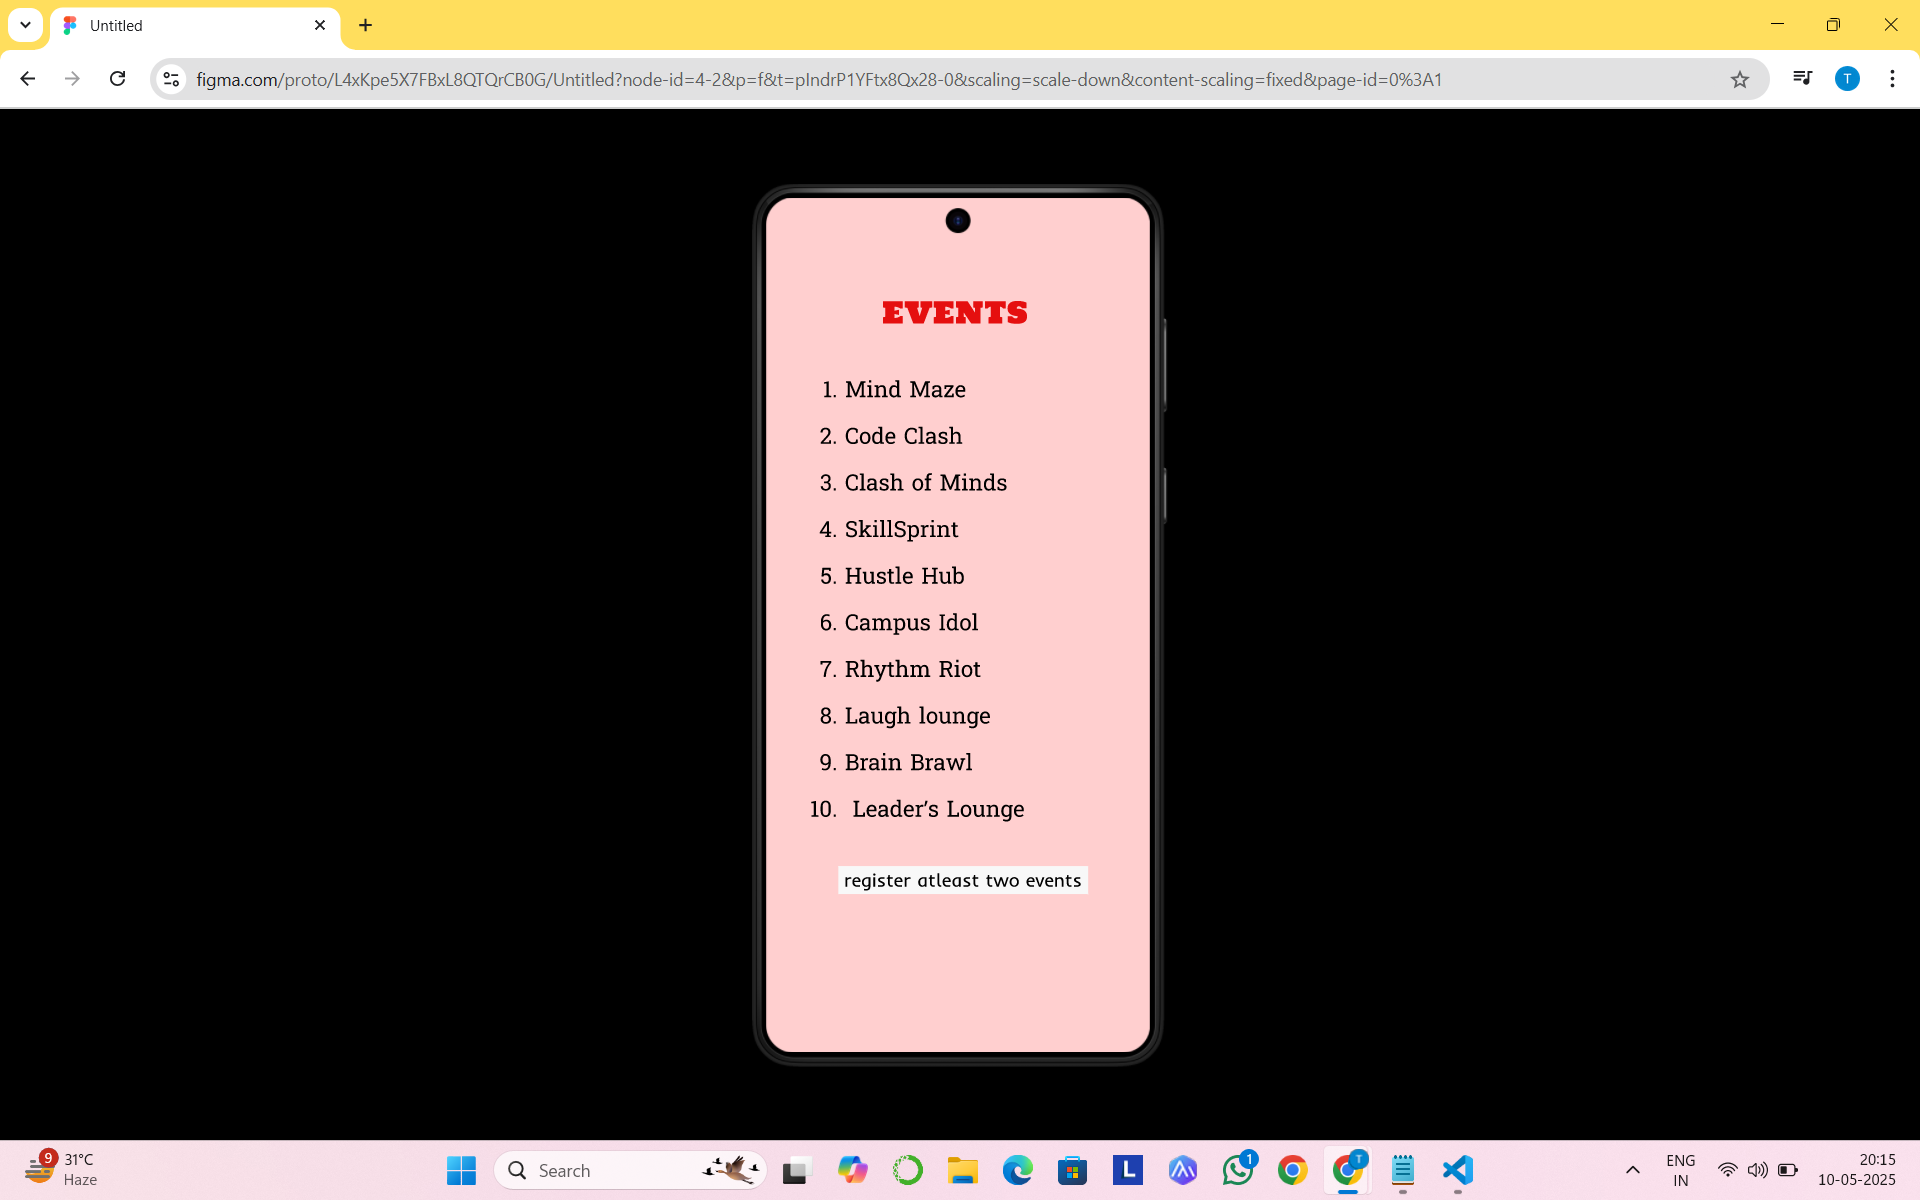 Untitled
figma.com/proto/L4xKpe5X7FBxL8QTQrCB0G/Untitled?node-id=4-2&p=f&t=pIndrP1YFtx8Qx28-0&scaling=scale-down&content-scaling=fixed&page-id=0%3A1
T
EVENTS
1. Mind Maze
2. Code Clash
3. Clash of Minds
4. SkillSprint
5. Hustle Hub
6. Campus Idol
7. Rhythm Riot
8. Laugh lounge
9. Brain Brawl
10. Leader’s Lounge
register atleast two events
9
31°C
Haze
Search
L
1
T
ENG
IN
20:15
10-05-2025